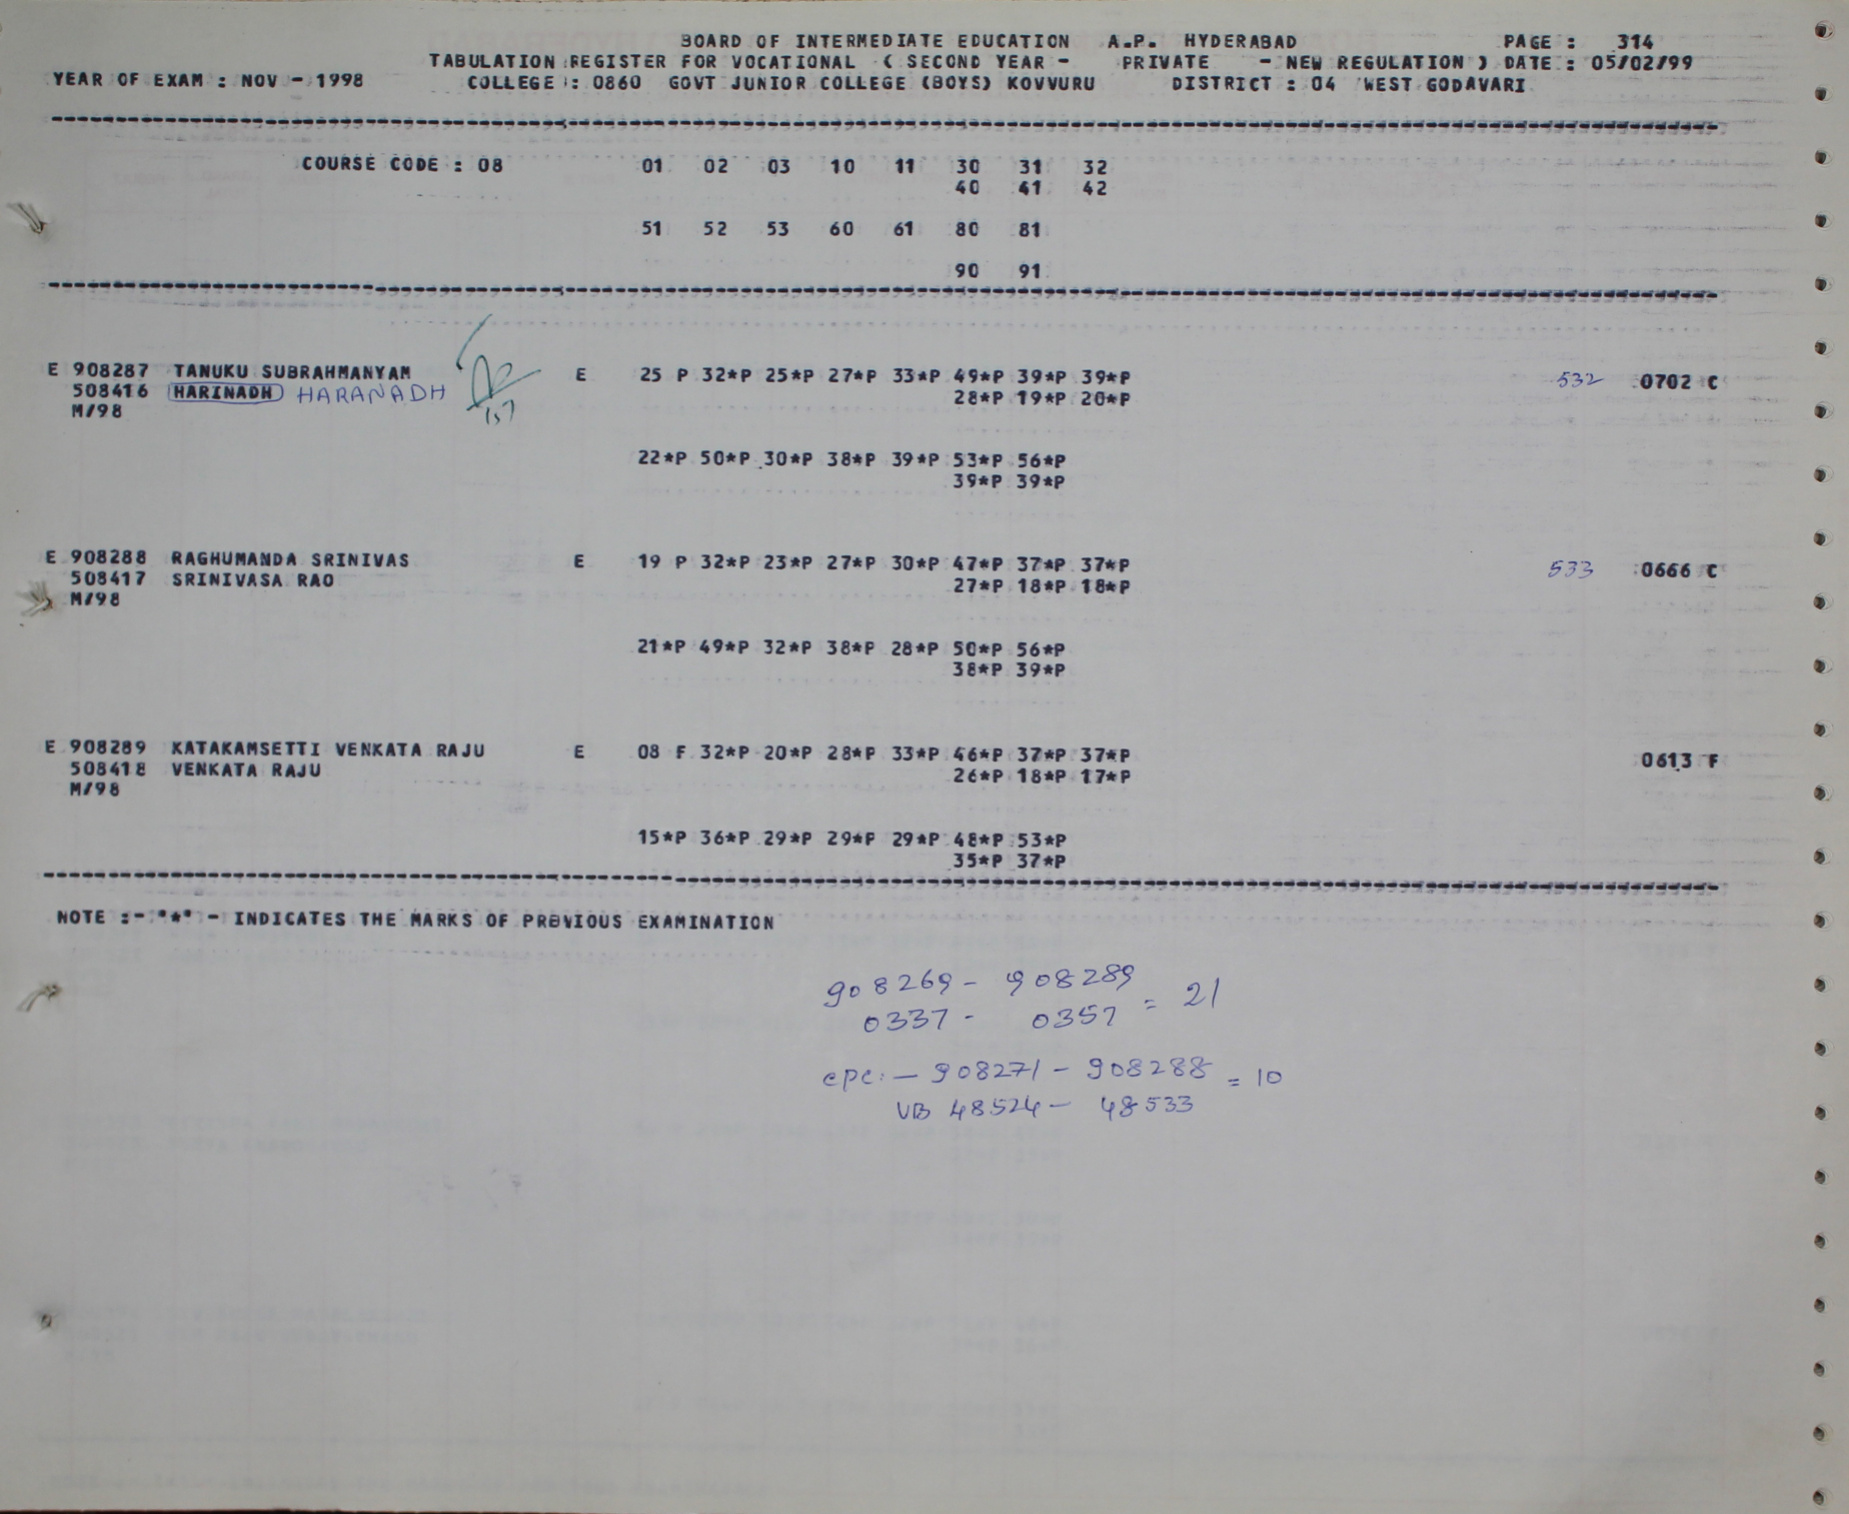 BOARD OF INTERMEDIATE EDUCATION A.P. HYDERABAD PAGE : 314
TABULATION REGISTER FOR VOCATIONAL ( SECOND YEAR - PRIVATE - NEW REGULATION ) DATE : 05/02/99
YEAR OF EXAM : NOV - 1998 COLLEGE : 0860 GOVT JUNIOR COLLEGE (BOYS) KOVVURU DISTRICT : 04 WEST GODAVARI
COURSE CODE : 08 01 02 03 10 11 30 31 32
40 41 42
51 52 53 60 61 80 81
90 91
E 908287 TANUKU SUBRAHMANYAM E 25 P 32*P 25*P 27*P 33*P 49*P 39*P 39*P 532 0702 C
508416 HARINADH HARANADH 28*P 19*P 20*P
M/98
22*P 50*P 30*P 38*P 39*P 53*P 56*P
39*P 39*P
E 908288 RAGHUMANDA SRINIVAS E 19 P 32*P 23*P 27*P 30*P 47*P 37*P 37*P 533 0666 C
508417 SRINIVASA RAO 27*P 18*P 18*P
M/98
21*P 49*P 32*P 38*P 28*P 50*P 56*P
38*P 39*P
E 908289 KATAKAMSETTI VENKATA RAJU E 08 F 32*P 20*P 28*P 33*P 46*P 37*P 37*P 0613 F
508418 VENKATA RAJU 26*P 18*P 17*P
M/98
15*P 36*P 29*P 29*P 29*P 48*P 53*P
35*P 37*P
NOTE :- "*" - INDICATES THE MARKS OF PREVIOUS EXAMINATION
908269 - 908289
0337 - 0357 = 21
cpc: - 908271 - 908288 = 10
VB 48524 - 48533